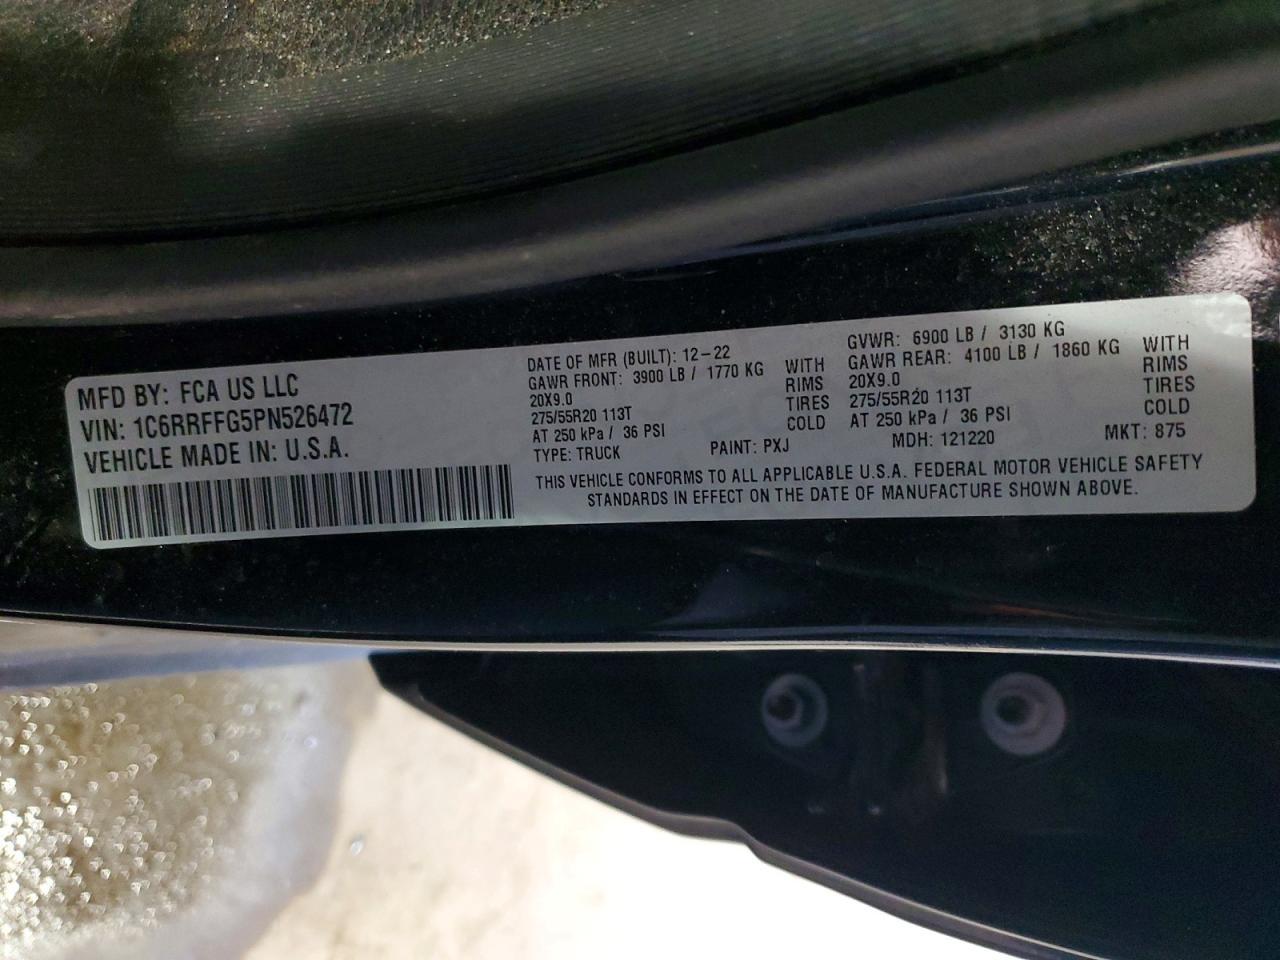 MFD BY: FCA US LLC
VIN: 1C6RRFFG5PN526472
VEHICLE MADE IN: U.S.A.
DATE OF MFR (BUILT): 12-22
GAWR FRONT: 3900 LB / 1770 KG WITH
20X9.0 RIMS
275/55R20 113T TIRES
AT 250 kPa / 36 PSI COLD
TYPE: TRUCK PAINT: PXJ
GVWR: 6900 LB / 3130 KG
GAWR REAR: 4100 LB / 1860 KG WITH
20X9.0 RIMS
275/55R20 113T TIRES
AT 250 kPa / 36 PSI COLD
MDH: 121220 MKT: 875
THIS VEHICLE CONFORMS TO ALL APPLICABLE U.S.A. FEDERAL MOTOR VEHICLE SAFETY
STANDARDS IN EFFECT ON THE DATE OF MANUFACTURE SHOWN ABOVE.